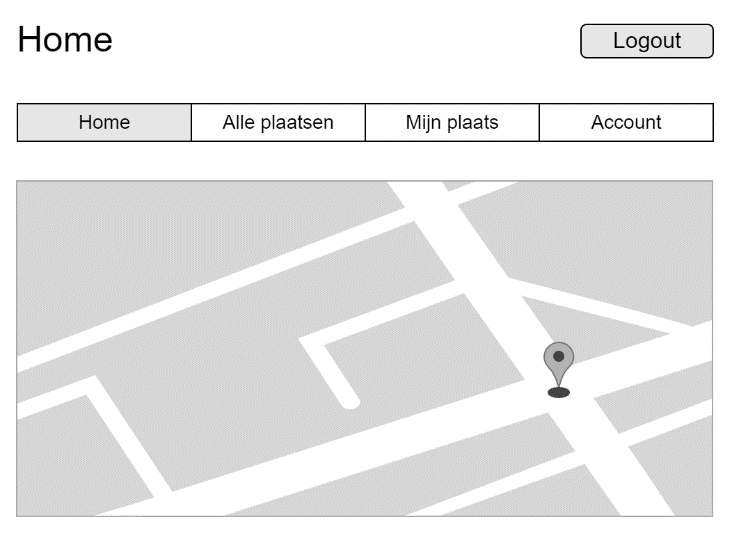 Home
Logout
Home
Alle plaatsen
Mijn plaats
Account